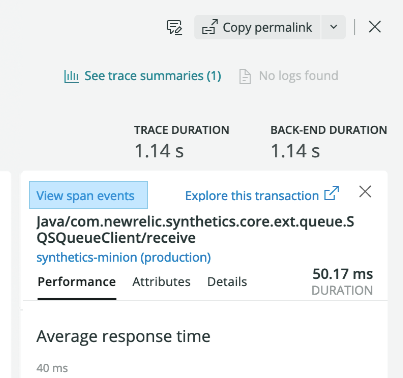 Copy permalink
See trace summaries (1) No logs found
TRACE DURATION BACK-END DURATION
1.14 s 1.14 s
View span events Explore this transaction
Java/com.newrelic.synthetics.core.ext.queue.S
QSQueueClient/receive
synthetics-minion (production)
Performance Attributes Details 50.17 ms
DURATION
Average response time
40 ms